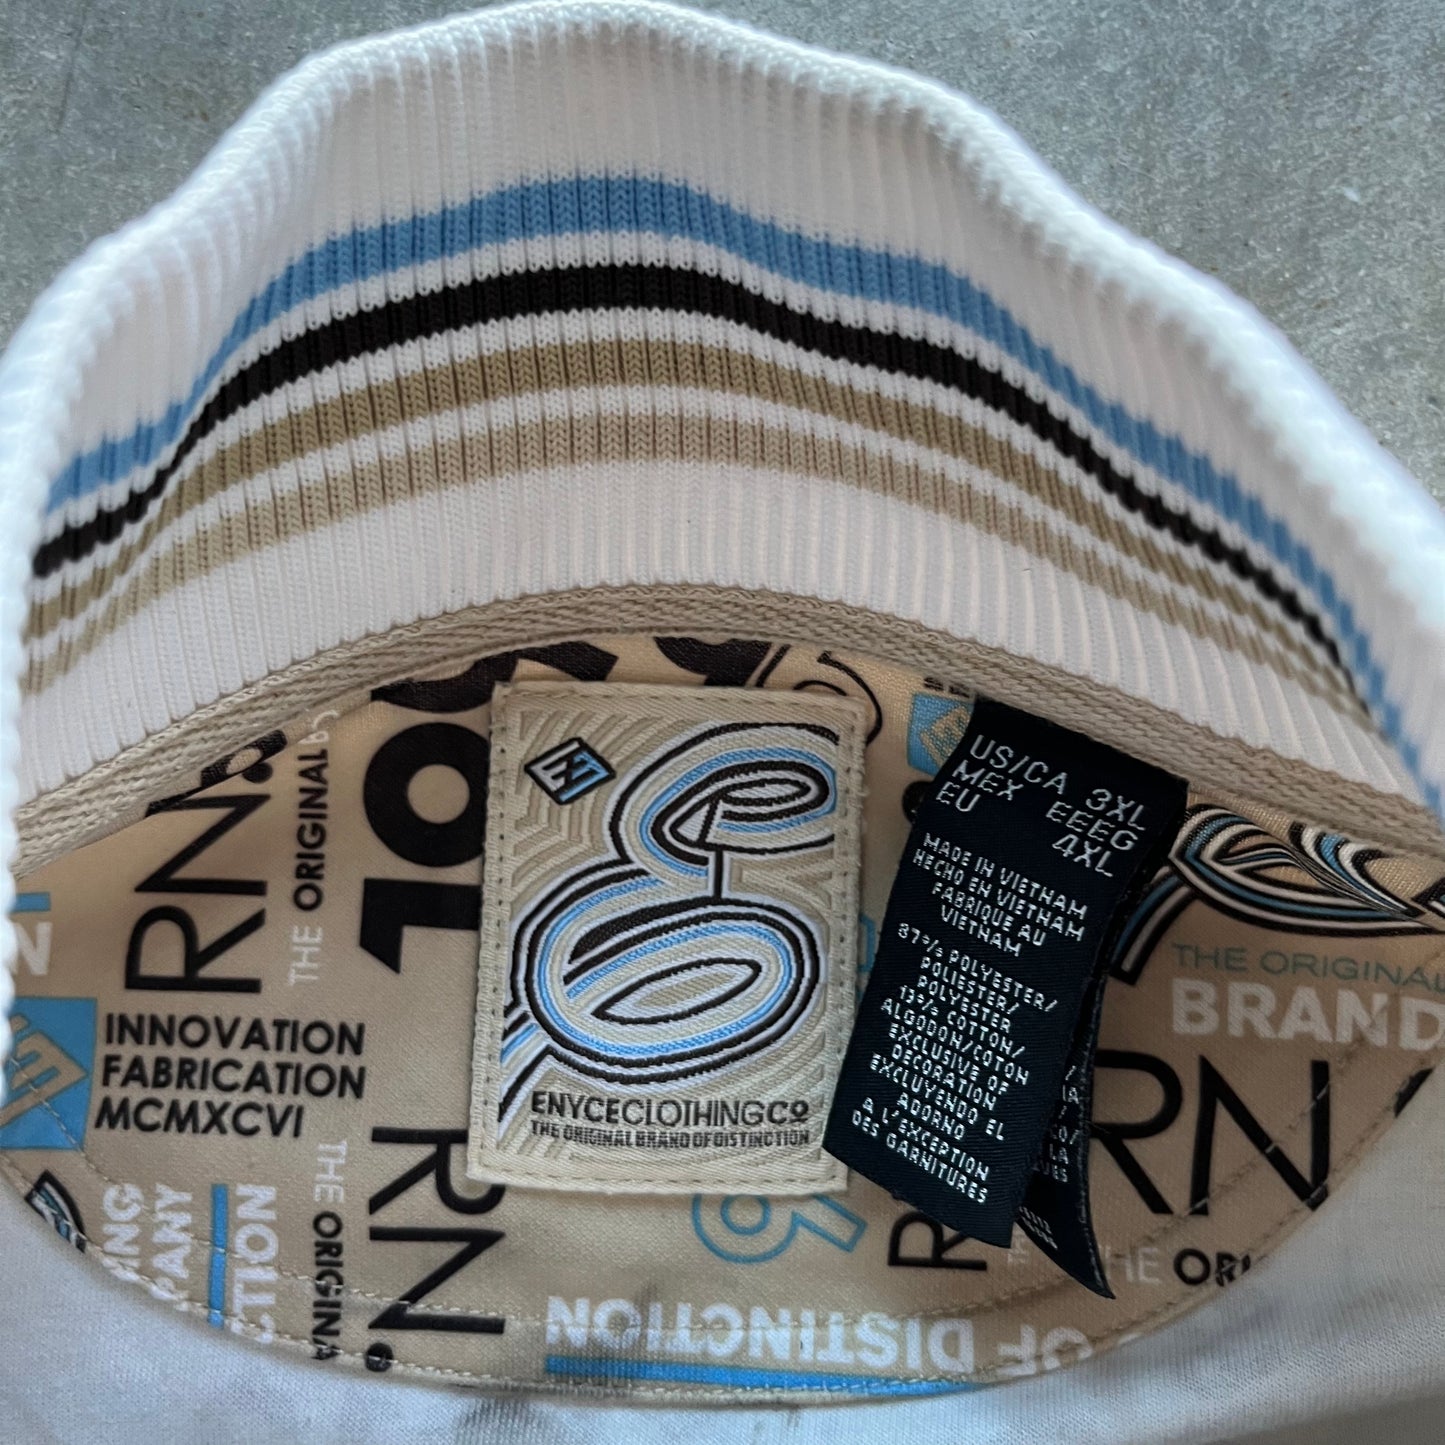 RN.
THE ORIGINAL
INNOVATION
FABRICATION
MCMXCVI
ENYCECLOTHINGCO
THE ORIGINAL BRAND OF DISTINCTION
US/CA 3XL
MEX EEEG
EU 4XL
MADE IN VIETNAM
HECHO EN VIETNAM
FABRIQUE AU
VIETNAM
87% POLYESTER/
POLIESTER/
POLYESTER
13% COTTON/
ALGODON/COTON
EXCLUSIVE OF
DECORATION
EXCLUYENDO EL
ADORNO
A L'EXCEPTION
DES GARNITURES
THE ORIGINAL
BRAND
RN
THE ORIGINA
RN.
CTION
OF DISTINCTION